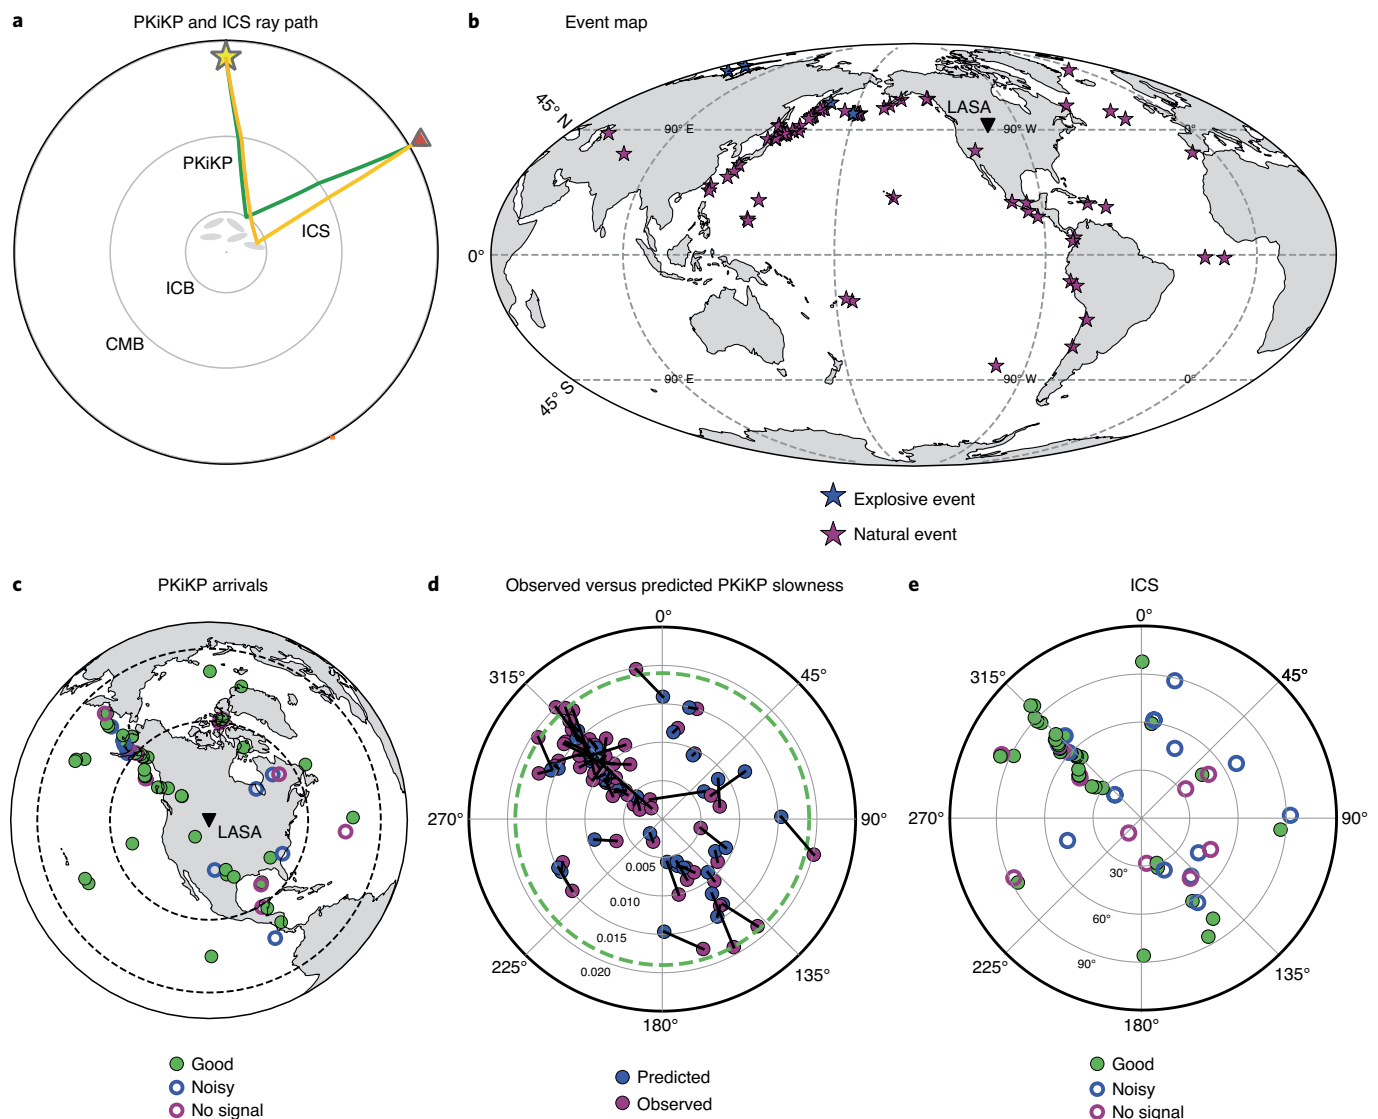 a
PKiKP and ICS ray path
PKiKP
ICS
ICB
CMB
b
Event map
45° N
LASA
90° E
90° W
0°
0°
90° E
90° W
0°
45° S
Explosive event
Natural event
c
PKiKP arrivals
LASA
Good
Noisy
No signal
d
Observed versus predicted PKiKP slowness
0°
315°
45°
270°
90°
0.005
0.010
0.015
0.020
225°
135°
180°
Predicted
Observed
e
ICS
0°
315°
45°
270°
90°
30°
60°
90°
225°
135°
180°
Good
Noisy
No signal